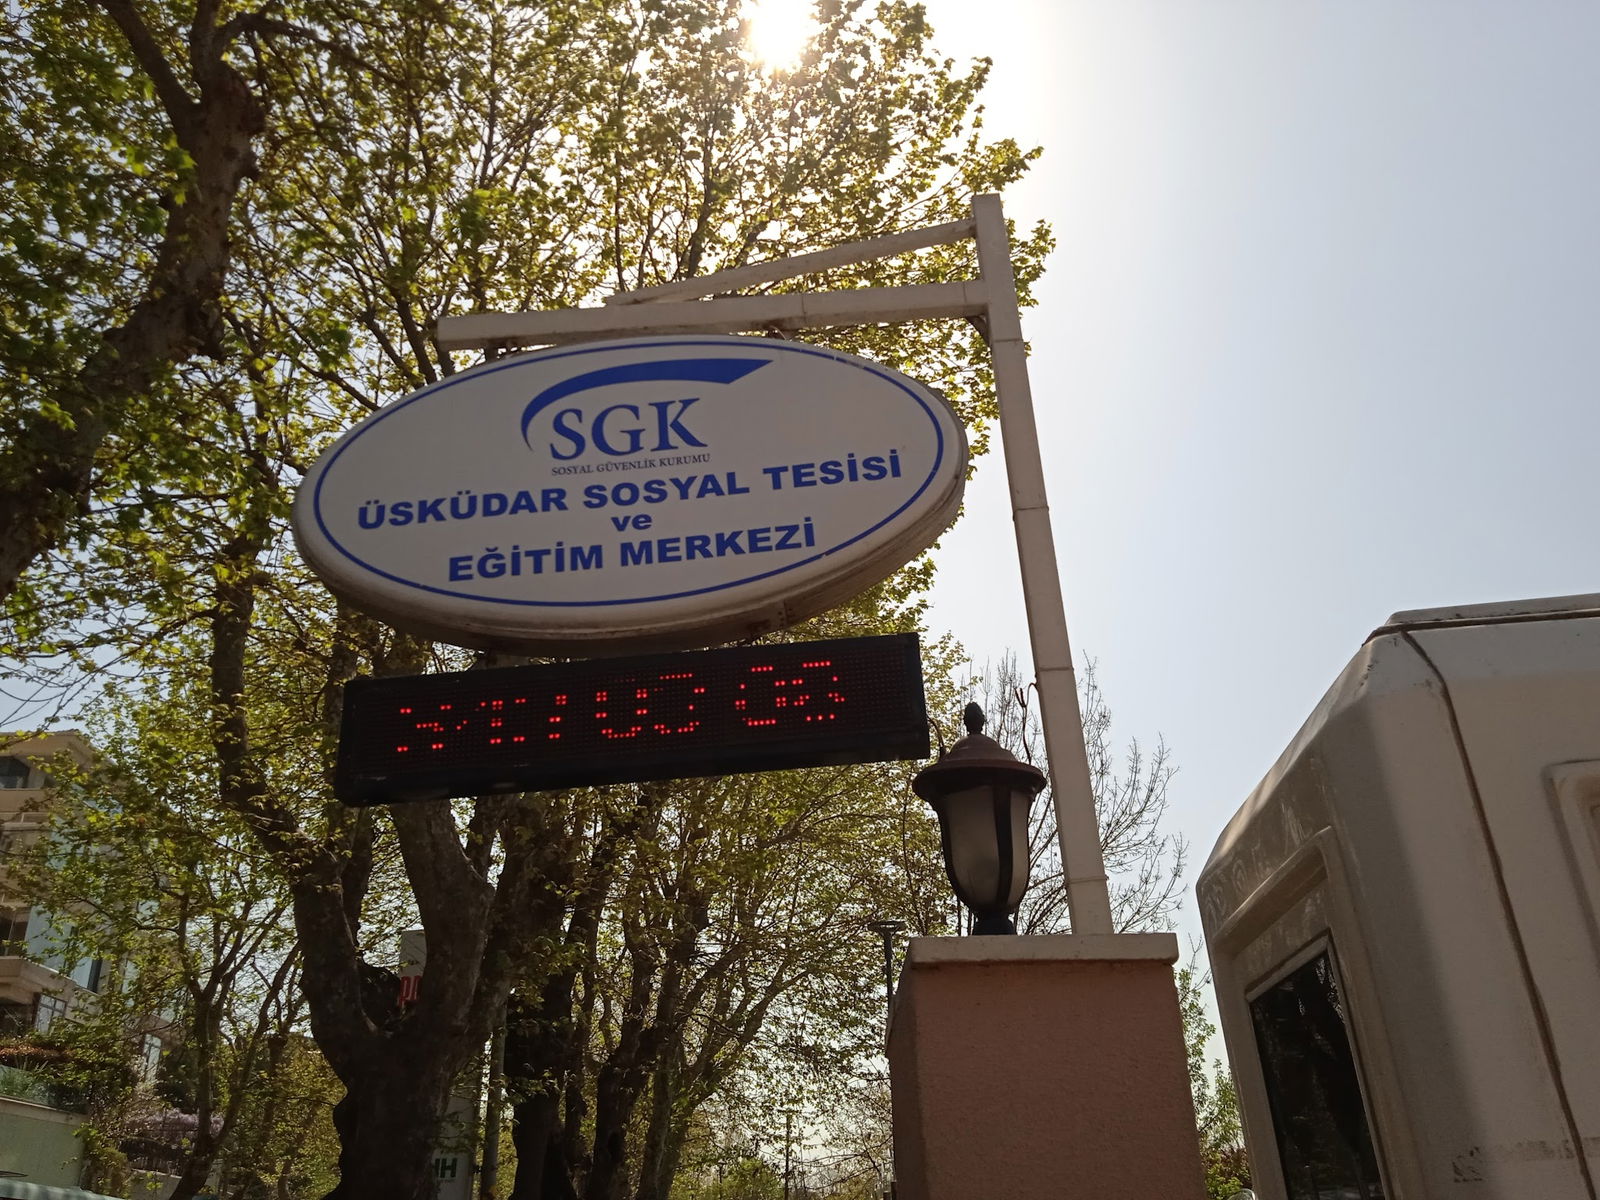 SGK
SOSYAL GÜVENLİK KURUMU
ÜSKÜDAR SOSYAL TESİSİ
ve
EĞİTİM MERKEZİ